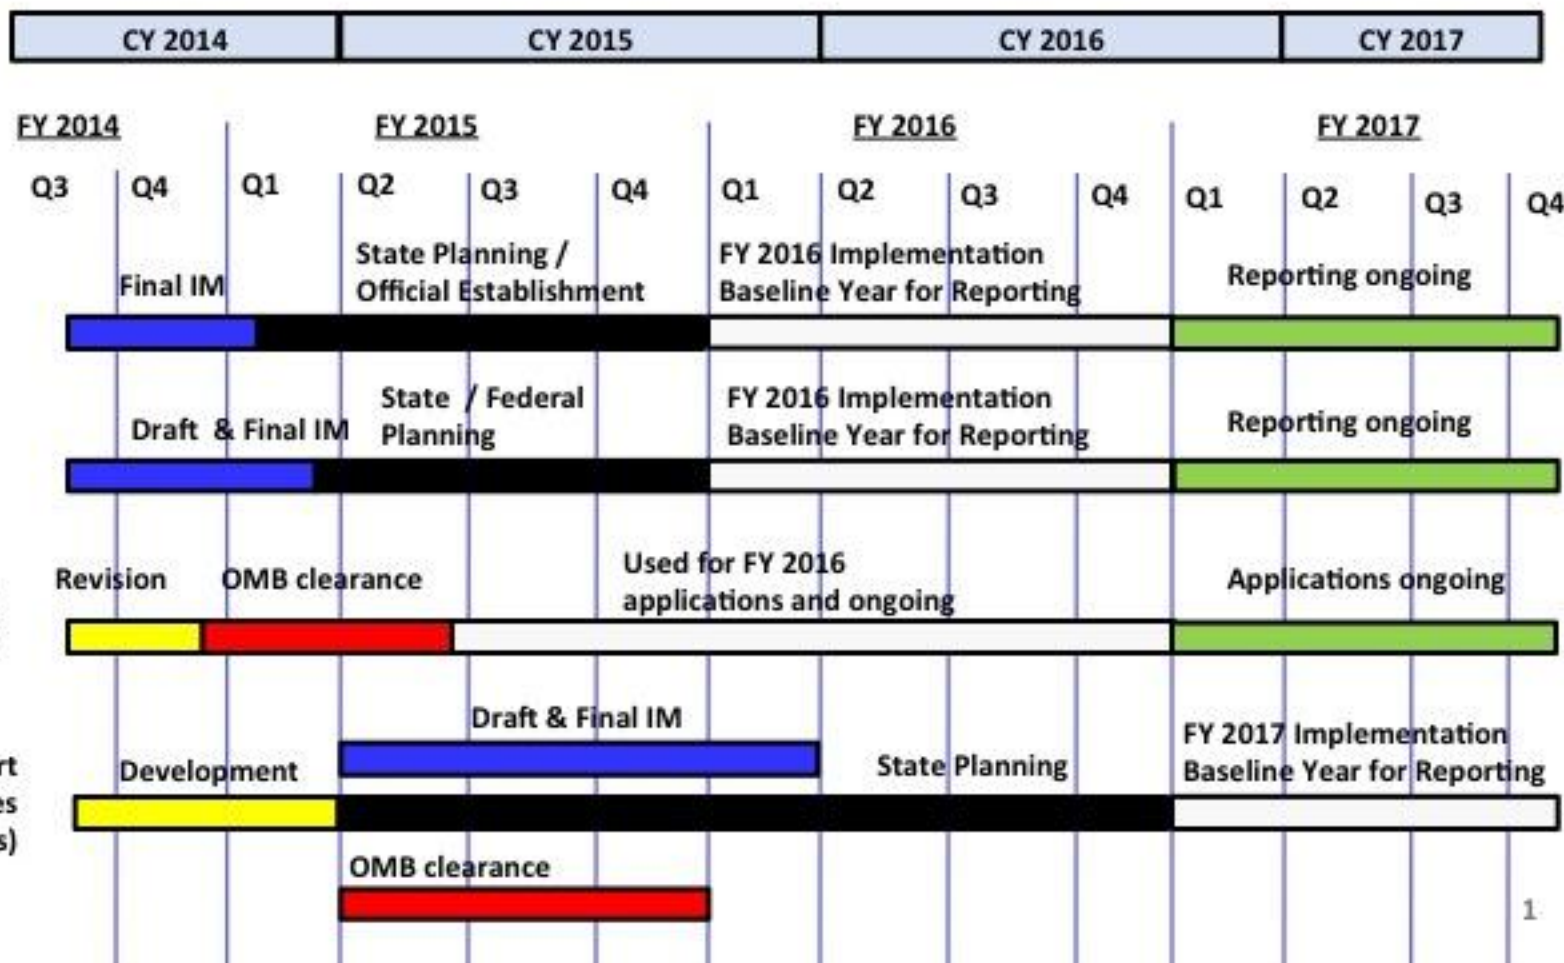 CY 2014 CY 2015 CY 2016 CY 2017
FY 2014 FY 2015 FY 2016 FY 2017
Q3 Q4 Q1 Q2 Q3 Q4 Q1 Q2 Q3 Q4 Q1 Q2 Q3 Q4
Final IM
State Planning /
Official Establishment
FY 2016 Implementation
Baseline Year for Reporting
Reporting ongoing
Draft & Final IM
State / Federal
Planning
FY 2016 Implementation
Baseline Year for Reporting
Reporting ongoing
Revision
OMB clearance
Used for FY 2016
applications and ongoing
Applications ongoing
Draft & Final IM
Development
State Planning
FY 2017 Implementation
Baseline Year for Reporting
OMB clearance
1